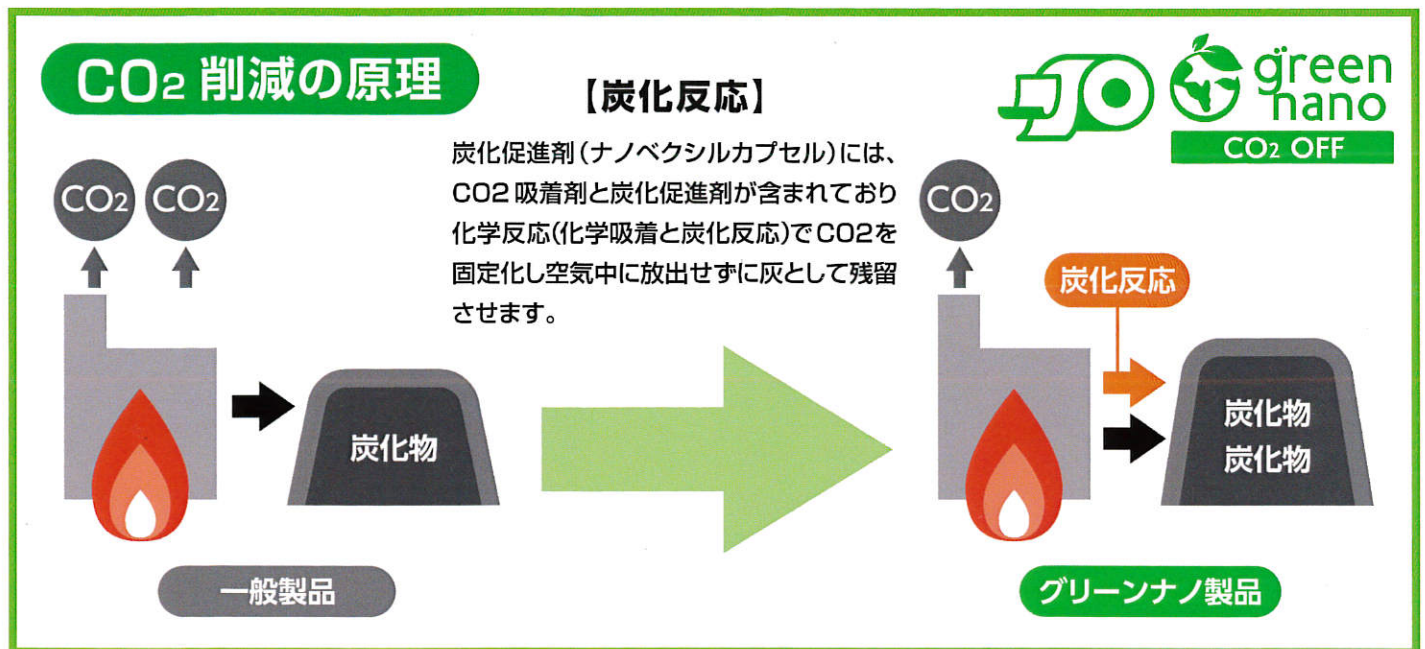 CO2 削減の原理
【炭化反応】
炭化促進剤(ナノベクシルカプセル)には、
CO2 吸着剤と炭化促進剤が含まれており
化学反応(化学吸着と炭化反応)でCO2を
固定化し空気中に放出せずに灰として残留
させます。
green
nano
CO2 OFF
CO2 CO2
炭化物
一般製品
CO2
炭化反応
炭化物
炭化物
グリーンナノ製品